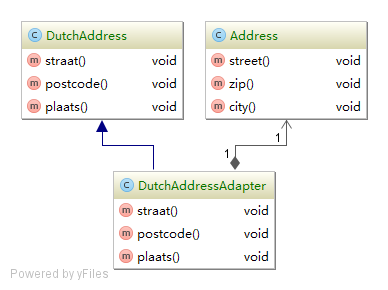 DutchAddress
straat() void
postcode() void
plaats() void
Address
street() void
zip() void
city() void
1
1
DutchAddressAdapter
straat() void
postcode() void
plaats() void
Powered by yFiles